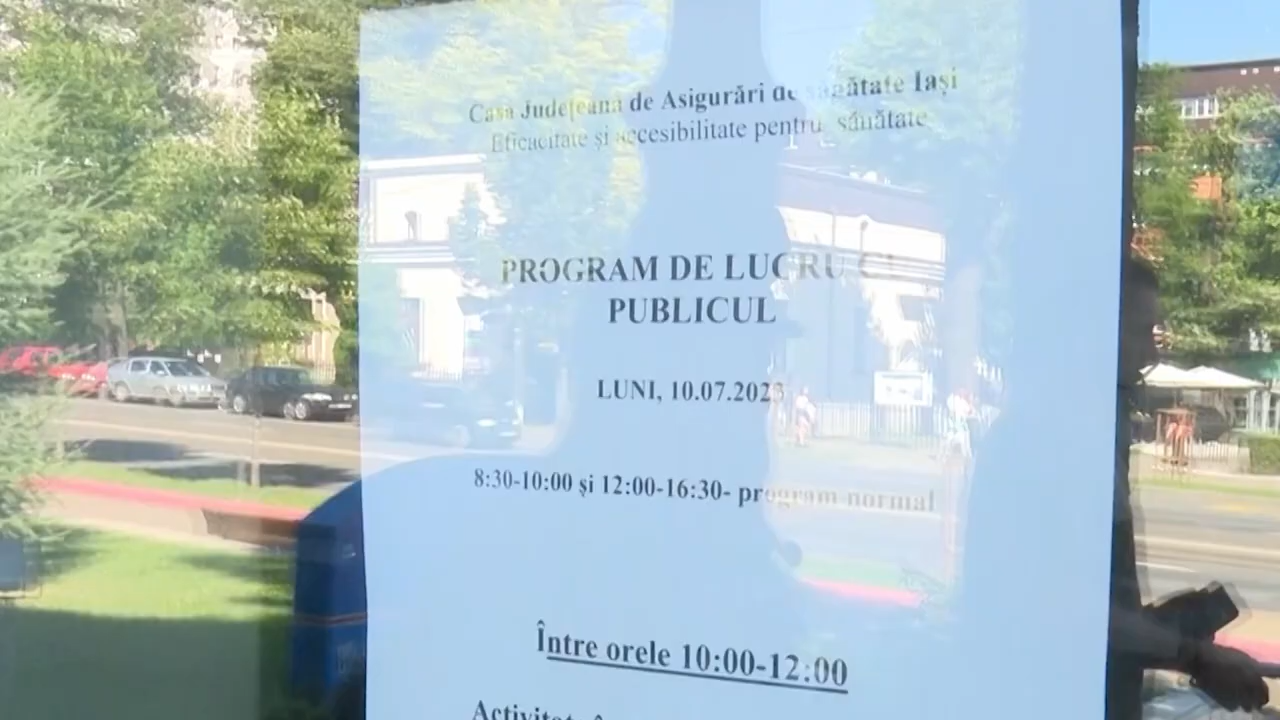 Casa Județeană de Asigurări de Sănătate Iași
Eficacitate și accesibilitate pentru sănătate
PROGRAM DE LUCRU CU
PUBLICUL
LUNI, 10.07.2023
8:30-10:00 și 12:00-16:30- program normal
Între orele 10:00-12:00